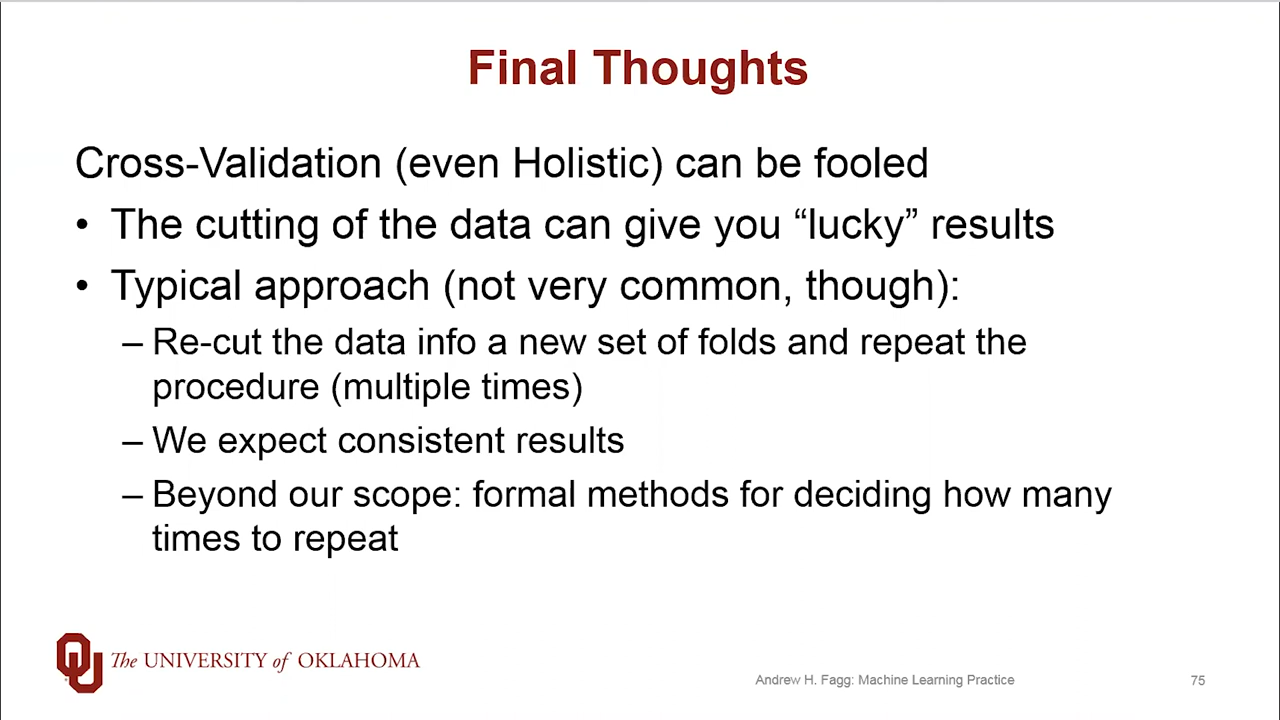 Final Thoughts
Cross-Validation (even Holistic) can be fooled
• The cutting of the data can give you “lucky” results
• Typical approach (not very common, though):
– Re-cut the data info a new set of folds and repeat the
procedure (multiple times)
– We expect consistent results
– Beyond our scope: formal methods for deciding how many
times to repeat
The UNIVERSITY of OKLAHOMA
Andrew H. Fagg: Machine Learning Practice
75